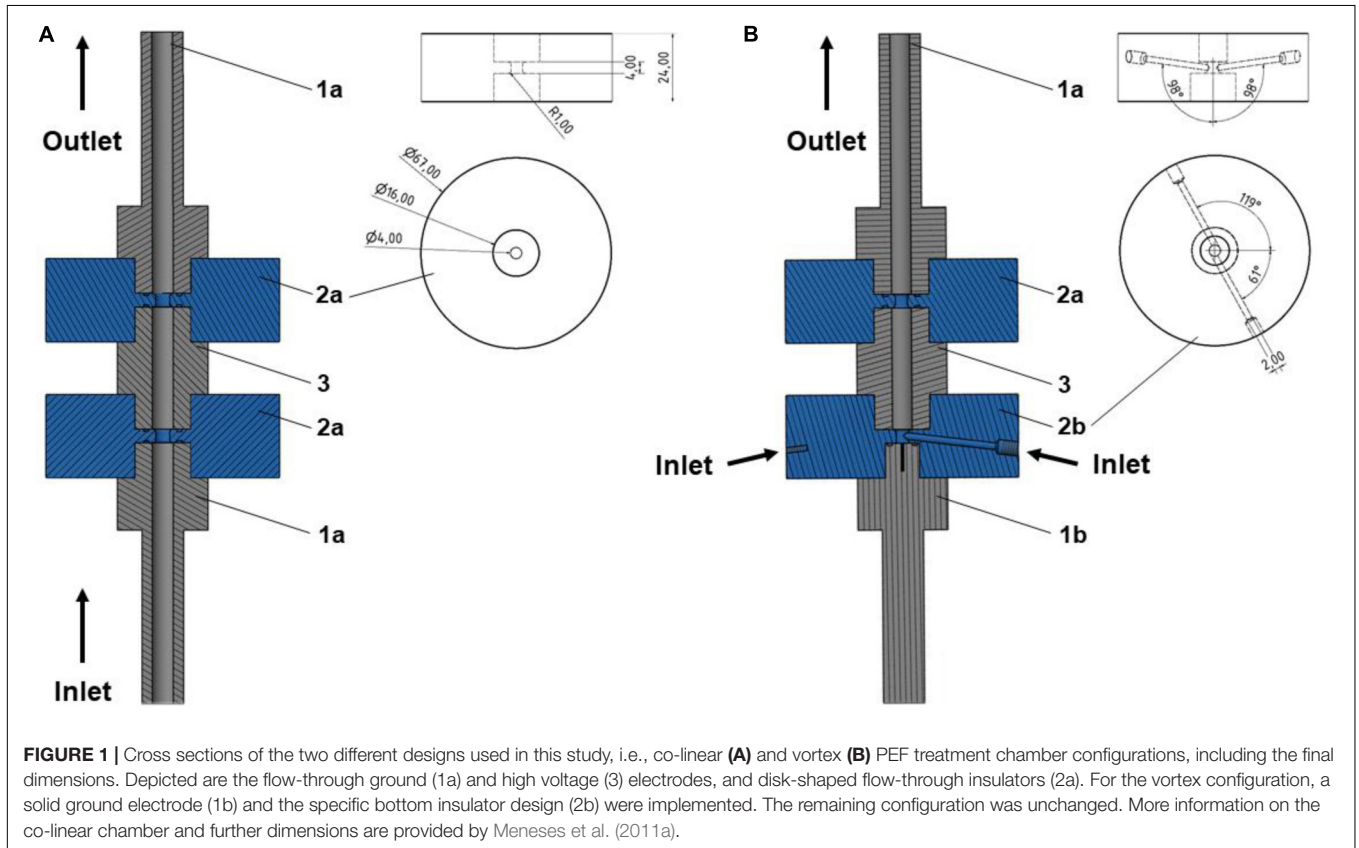 A
Outlet
Inlet
1a
2a
3
2a
1a
4,00
24,00
R1,00
Ø67,00
Ø16,00
Ø4,00
B
Outlet
Inlet
Inlet
1a
2a
3
2b
1b
98°
98°
119°
61°
2,00
FIGURE 1 | Cross sections of the two different designs used in this study, i.e., co-linear (A) and vortex (B) PEF treatment chamber configurations, including the final
dimensions. Depicted are the flow-through ground (1a) and high voltage (3) electrodes, and disk-shaped flow-through insulators (2a). For the vortex configuration, a
solid ground electrode (1b) and the specific bottom insulator design (2b) were implemented. The remaining configuration was unchanged. More information on the
co-linear chamber and further dimensions are provided by Meneses et al. (2011a).